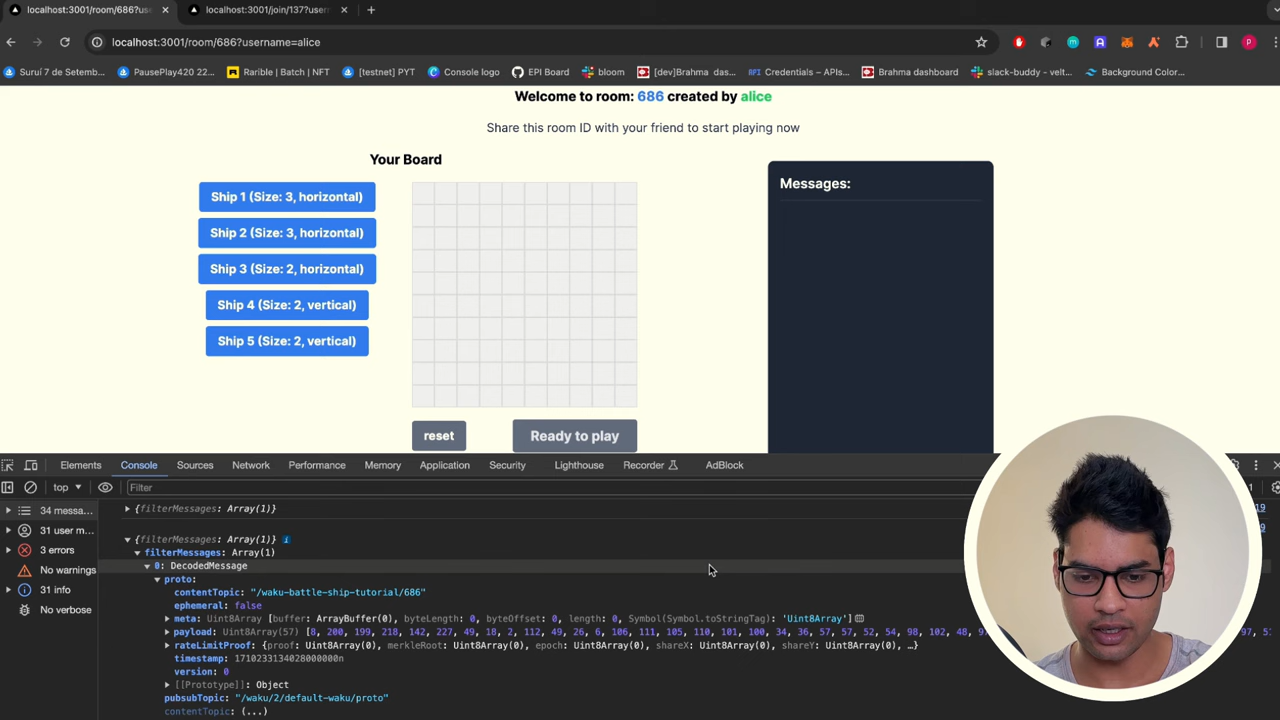 localhost:3001/room/686?use
localhost:3001/join/137?user
localhost:3001/room/686?username=alice
Suruí 7 de Setemb...
PausePlay420 22...
Rarible | Batch | NFT
[testnet] PYT
Console logo
EPI Board
bloom
[dev]Brahma das...
RFI Credentials – APIs...
Brahma dashboard
slack-buddy - velt...
Background Color...
Welcome to room: 686 created by alice
Share this room ID with your friend to start playing now
Your Board
Ship 1 (Size: 3, horizontal)
Ship 2 (Size: 3, horizontal)
Ship 3 (Size: 2, horizontal)
Ship 4 (Size: 2, vertical)
Ship 5 (Size: 2, vertical)
reset
Ready to play
Messages:
Elements Console Sources Network Performance Memory Application Security Lighthouse Recorder AdBlock
top
Filter
34 messa...
31 user m...
3 errors
No warnings
31 info
No verbose
{filterMessages: Array(1)}
{filterMessages: Array(1)}
filterMessages: Array(1)
0: DecodedMessage
proto:
contentTopic: "/waku-battle-ship-tutorial/686"
ephemeral: false
meta: Uint8Array [buffer: ArrayBuffer(0), byteLength: 0, byteOffset: 0, length: 0, Symbol(Symbol.toStringTag): 'Uint8Array']
payload: Uint8Array(57) [8, 200, 199, 218, 142, 227, 49, 18, 2, 112, 49, 26, 6, 106, 111, 105, 110, 101, 100, 34, 36, 57, 57, 52, 54, 98, 102, 48, 9
rateLimitProof: {proof: Uint8Array(0), merkleRoot: Uint8Array(0), epoch: Uint8Array(0), shareX: Uint8Array(0), shareY: Uint8Array(0), …}
timestamp: 1710233134028000000n
version: 0
[[Prototype]]: Object
pubsubTopic: "/waku/2/default-waku/proto"
contentTopic: (...)